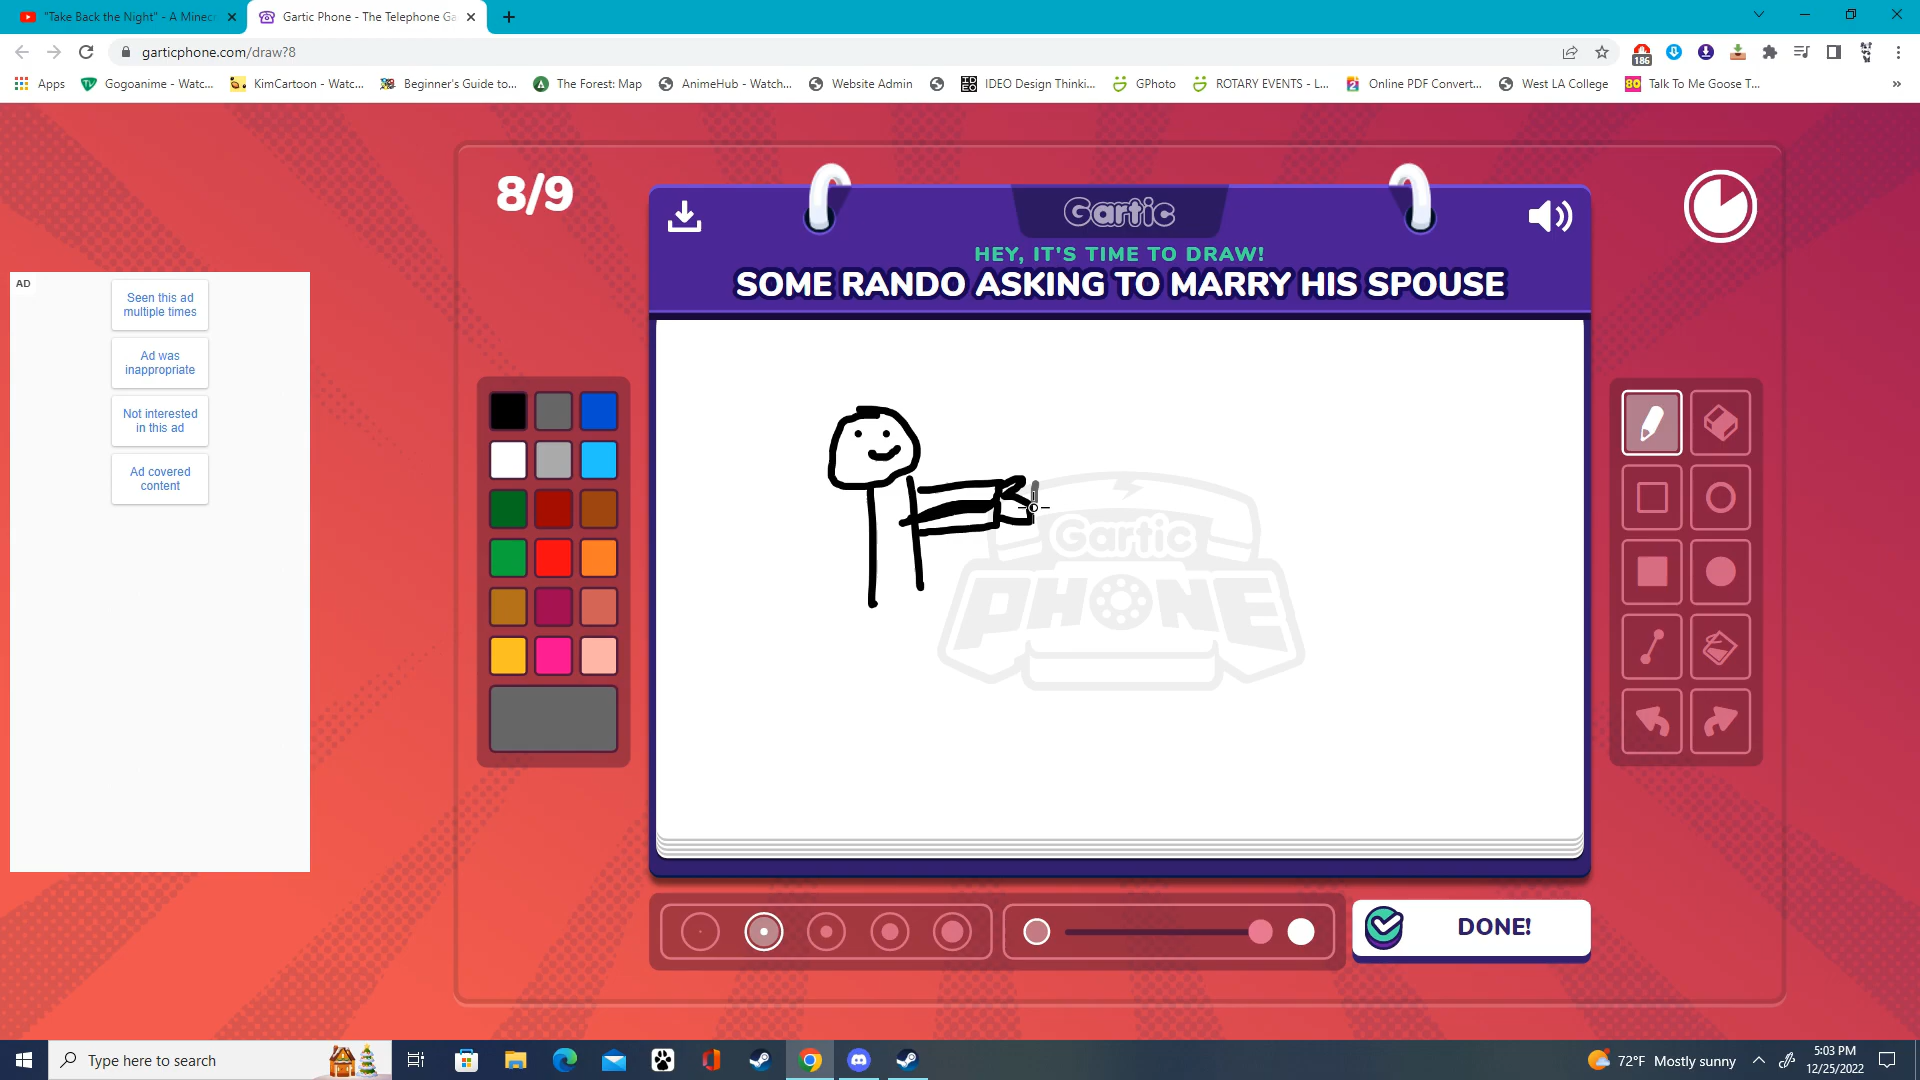 "Take Back the Night" - A Minec
Gartic Phone - The Telephone Ga
garticphone.com/draw?8
186
Apps
Gogoanime - Watc...
KimCartoon - Watc...
Beginner's Guide to...
The Forest: Map
AnimeHub - Watch...
Website Admin
IDEO Design Thinki...
GPhoto
ROTARY EVENTS - L...
Online PDF Convert...
West LA College
Talk To Me Goose T...
8/9
Gartic
HEY, IT'S TIME TO DRAW!
SOME RANDO ASKING TO MARRY HIS SPOUSE
AD
Seen this ad
multiple times
Ad was
inappropriate
Not interested
in this ad
Ad covered
content
Gartic
PHONE
DONE!
Type here to search
72°F Mostly sunny
5:03 PM
12/25/2022